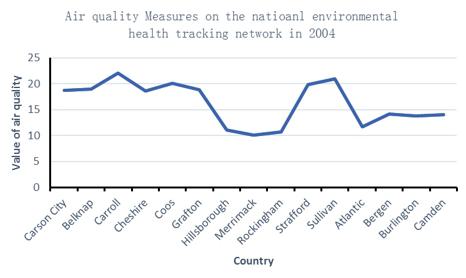 Air quality Measures on the natioanl environmental
health tracking network in 2004
25
20
15
10
5
0
Value of air quality
Carson City
Belknap
Carroll
Cheshire
Coos
Grafton
Hillsborough
Merrimack
Rockingham
Strafford
Sullivan
Atlantic
Bergen
Burlington
Camden
Country